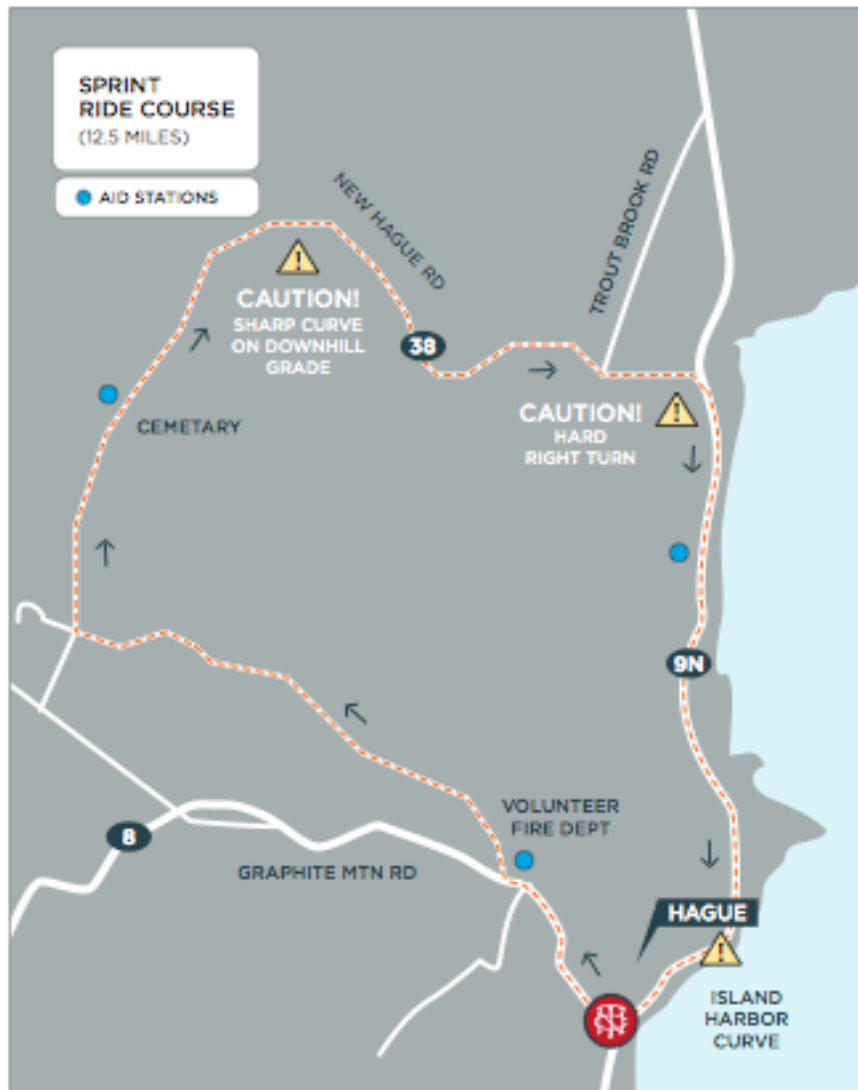 SPRINT
RIDE COURSE
(12.5 MILES)
AID STATIONS
NEW HAGUE RD
TROUT BROOK RD
CAUTION!
SHARP CURVE
ON DOWNHILL
GRADE
38
CAUTION!
HARD
RIGHT TURN
CEMETARY
9N
VOLUNTEER
FIRE DEPT
8
GRAPHITE MTN RD
HAGUE
ISLAND
HARBOR
CURVE